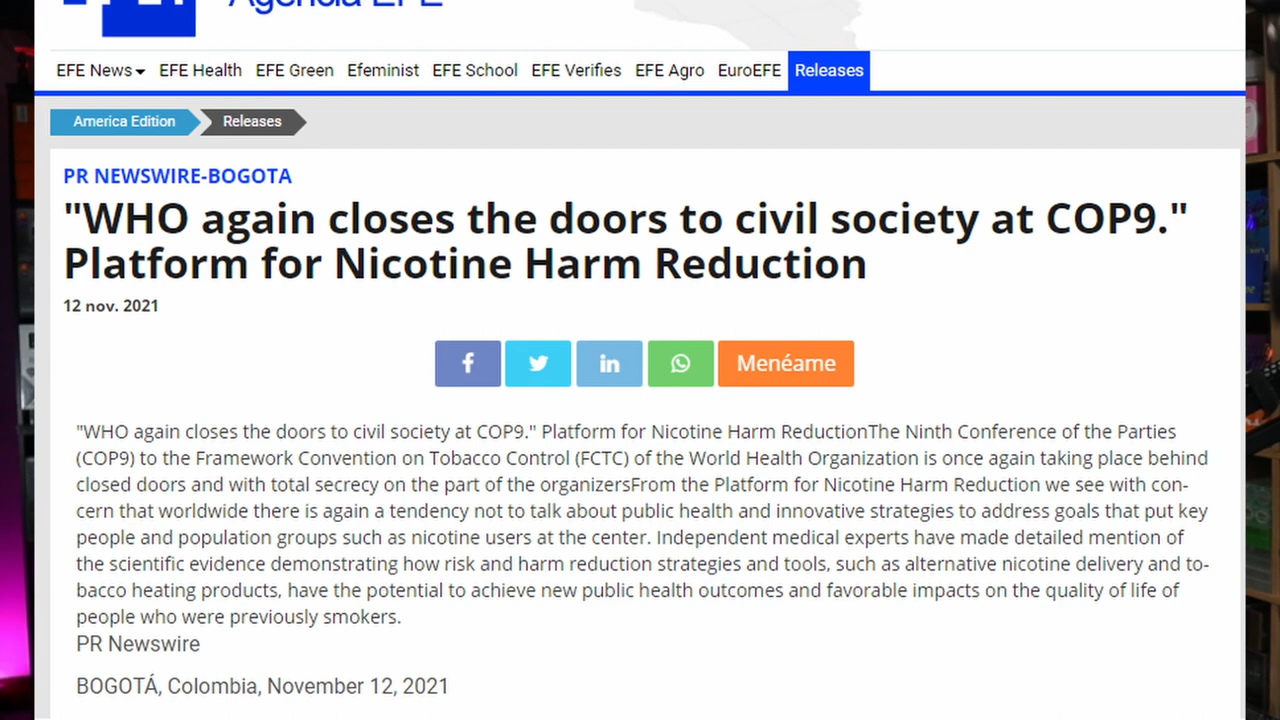 Agencia EFE
EFE News EFE Health EFE Green Efeminist EFE School EFE Verifies EFE Agro EuroEFE Releases
America Edition Releases
PR NEWSWIRE-BOGOTA
"WHO again closes the doors to civil society at COP9."
Platform for Nicotine Harm Reduction
12 nov. 2021
Menéame
"WHO again closes the doors to civil society at COP9." Platform for Nicotine Harm ReductionThe Ninth Conference of the Parties
(COP9) to the Framework Convention on Tobacco Control (FCTC) of the World Health Organization is once again taking place behind
closed doors and with total secrecy on the part of the organizersFrom the Platform for Nicotine Harm Reduction we see with con-
cern that worldwide there is again a tendency not to talk about public health and innovative strategies to address goals that put key
people and population groups such as nicotine users at the center. Independent medical experts have made detailed mention of
the scientific evidence demonstrating how risk and harm reduction strategies and tools, such as alternative nicotine delivery and to-
bacco heating products, have the potential to achieve new public health outcomes and favorable impacts on the quality of life of
people who were previously smokers.
PR Newswire
BOGOTÁ, Colombia, November 12, 2021